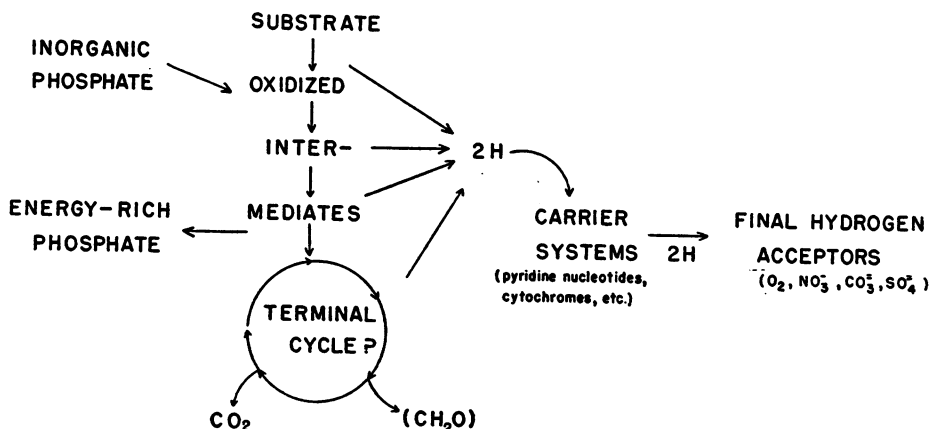 SUBSTRATE
INORGANIC
PHOSPHATE
OXIDIZED
INTER-
2H
MEDIATES
ENERGY-RICH
PHOSPHATE
CARRIER
SYSTEMS
(pyridine nucleotides,
cytochromes, etc.)
2H
FINAL HYDROGEN
ACCEPTORS
(O₂, NO₃⁻, CO₃⁼, SO₄⁼)
TERMINAL
CYCLE?
CO₂
(CH₂O)